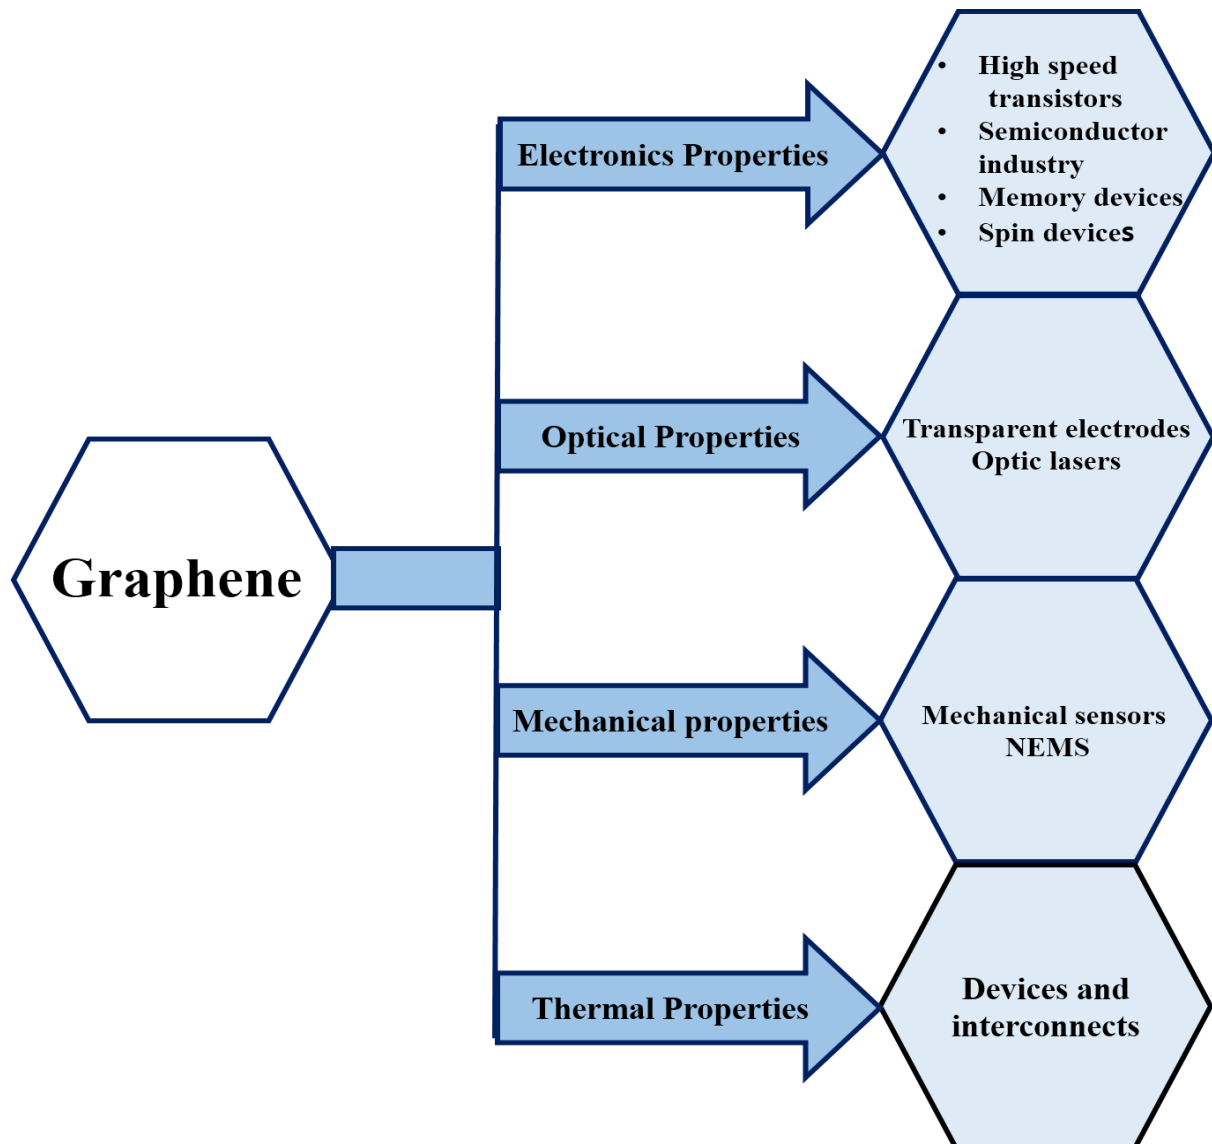 Graphene
Electronics Properties
• High speed
transistors
• Semiconductor
industry
• Memory devices
• Spin devices
Optical Properties
Transparent electrodes
Optic lasers
Mechanical properties
Mechanical sensors
NEMS
Thermal Properties
Devices and
interconnects